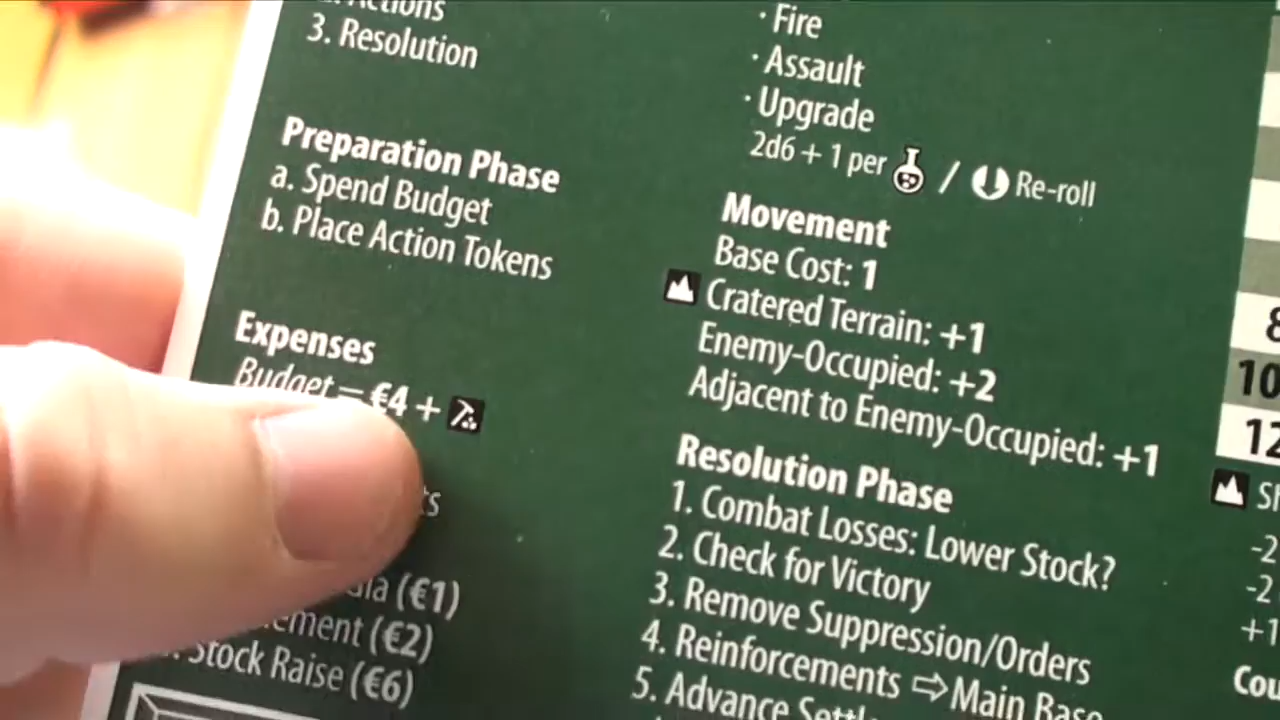 Actions
3. Resolution
Preparation Phase
a. Spend Budget
b. Place Action Tokens
Expenses
Budget = €4 +
(€1)
(€2)
Stock Raise (€6)
· Fire
· Assault
· Upgrade
2d6 + 1 per / Re-roll
Movement
Base Cost: 1
Cratered Terrain: +1
Enemy-Occupied: +2
Adjacent to Enemy-Occupied: +1
Resolution Phase
1. Combat Losses: Lower Stock?
2. Check for Victory
3. Remove Suppression/Orders
4. Reinforcements ⇨ Main Base
5. Advance
10
12
-2
-2
+1